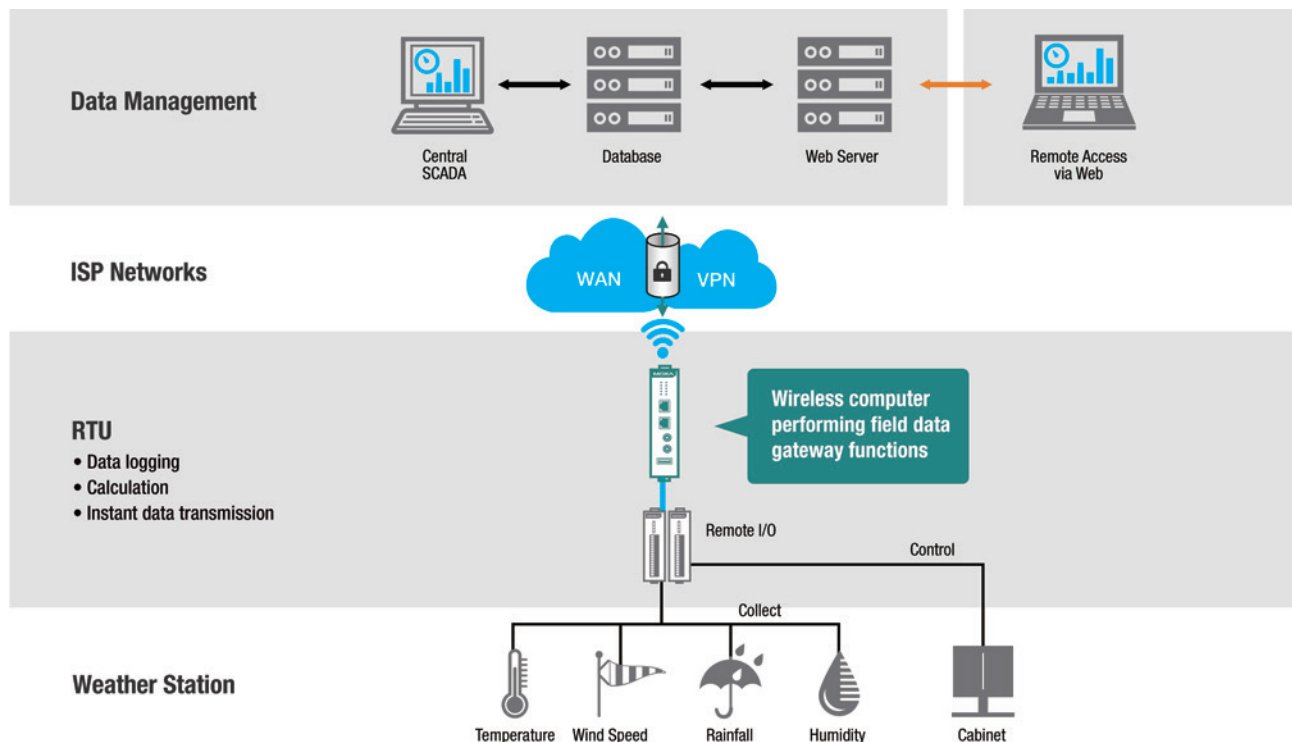 Data Management
Central
SCADA
Database
Web Server
Remote Access
via Web
ISP Networks
WAN
VPN
MOXA
RTU
• Data logging
• Calculation
• Instant data transmission
Wireless computer
performing field data
gateway functions
Remote I/O
Control
Collect
Weather Station
Temperature
Wind Speed
Rainfall
Humidity
Cabinet